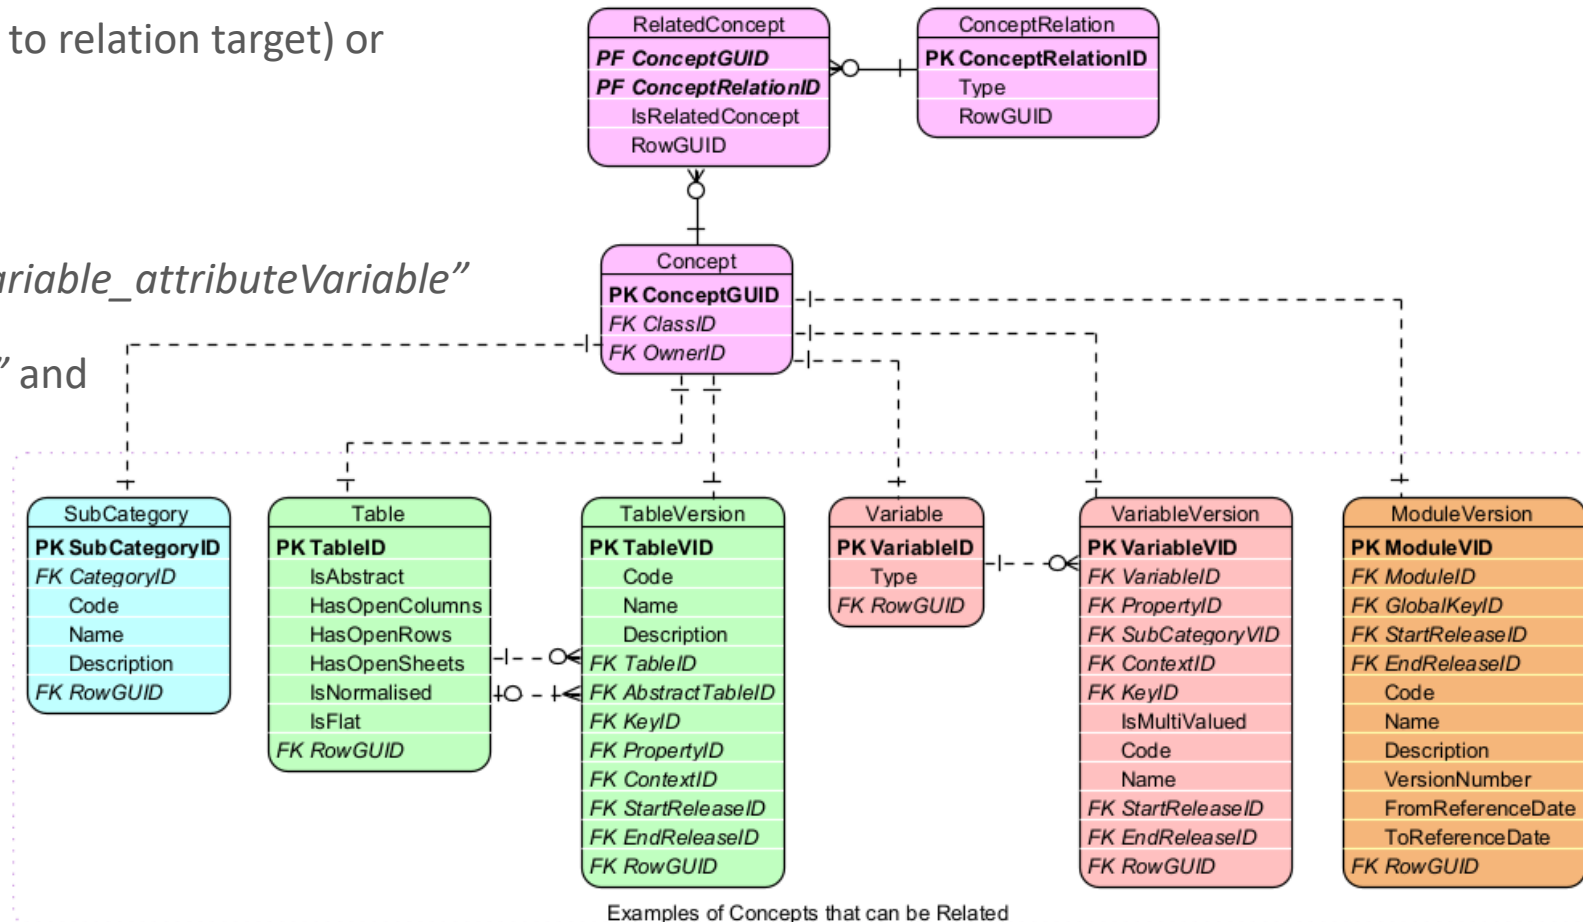 to relation target) or
ariable_attributeVariable”
” and
RelatedConcept
PF ConceptGUID
PF ConceptRelationID
IsRelatedConcept
RowGUID
ConceptRelation
PK ConceptRelationID
Type
RowGUID
Concept
PK ConceptGUID
FK ClassID
FK OwnerID
SubCategory
PK SubCategoryID
FK CategoryID
Code
Name
Description
FK RowGUID
Table
PK TableID
IsAbstract
HasOpenColumns
HasOpenRows
HasOpenSheets
IsNormalised
IsFlat
FK RowGUID
TableVersion
PK TableVID
Code
Name
Description
FK TableID
FK AbstractTableID
FK KeyID
FK PropertyID
FK ContextID
FK StartReleaseID
FK EndReleaseID
FK RowGUID
Variable
PK VariableID
Type
FK RowGUID
VariableVersion
PK VariableVID
FK VariableID
FK PropertyID
FK SubCategoryVID
FK ContextID
FK KeyID
IsMultiValued
Code
Name
FK StartReleaseID
FK EndReleaseID
FK RowGUID
ModuleVersion
PK ModuleVID
FK ModuleID
FK GlobalKeyID
FK StartReleaseID
FK EndReleaseID
Code
Name
Description
VersionNumber
FromReferenceDate
ToReferenceDate
FK RowGUID
Examples of Concepts that can be Related